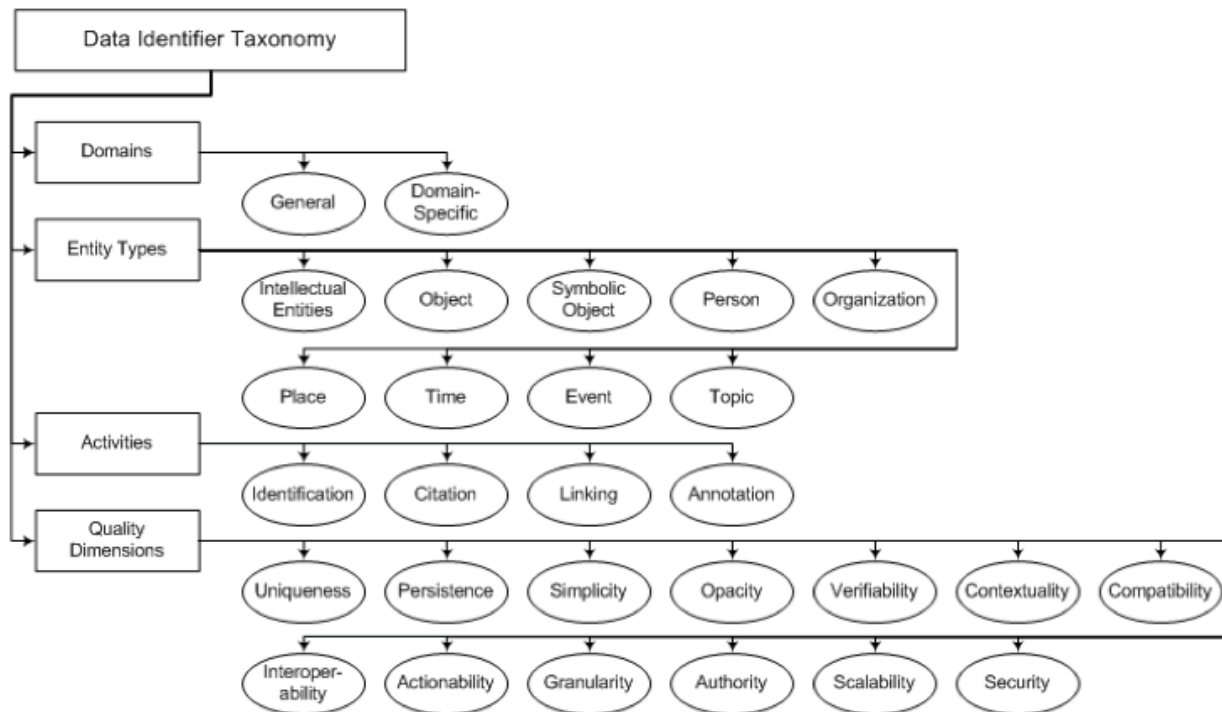 Data Identifier Taxonomy
Domains
General
Domain-
Specific
Entity Types
Intellectual
Entities
Object
Symbolic
Object
Person
Organization
Place
Time
Event
Topic
Activities
Identification
Citation
Linking
Annotation
Quality
Dimensions
Uniqueness
Persistence
Simplicity
Opacity
Verifiability
Contextuality
Compatibility
Interoper-
ability
Actionability
Granularity
Authority
Scalability
Security